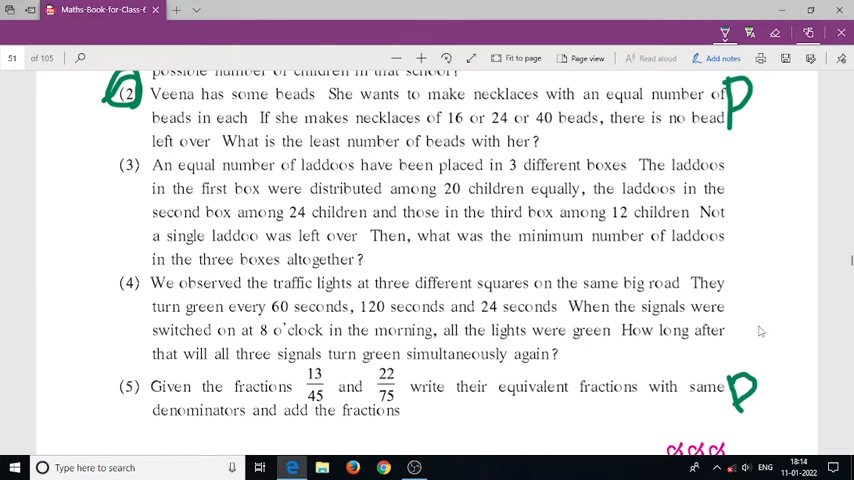 Maths-Book-for-Class-6
51 of 105
Fit to page
Page view
Read aloud
Add notes
possible number of children in that school?
(2) Veena has some beads She wants to make necklaces with an equal number of P
beads in each If she makes necklaces of 16 or 24 or 40 beads, there is no bead
left over What is the least number of beads with her?
(3) An equal number of laddoos have been placed in 3 different boxes The laddoos
in the first box were distributed among 20 children equally, the laddoos in the
second box among 24 children and those in the third box among 12 children Not
a single laddoo was left over Then, what was the minimum number of laddoos
in the three boxes altogether?
(4) We observed the traffic lights at three different squares on the same big road They
turn green every 60 seconds, 120 seconds and 24 seconds When the signals were
switched on at 8 o'clock in the morning, all the lights were green How long after
that will all three signals turn green simultaneously again?
(5) Given the fractions 13/45 and 22/75 write their equivalent fractions with same P
denominators and add the fractions
Type here to search
ENG
18:14
11-01-2022